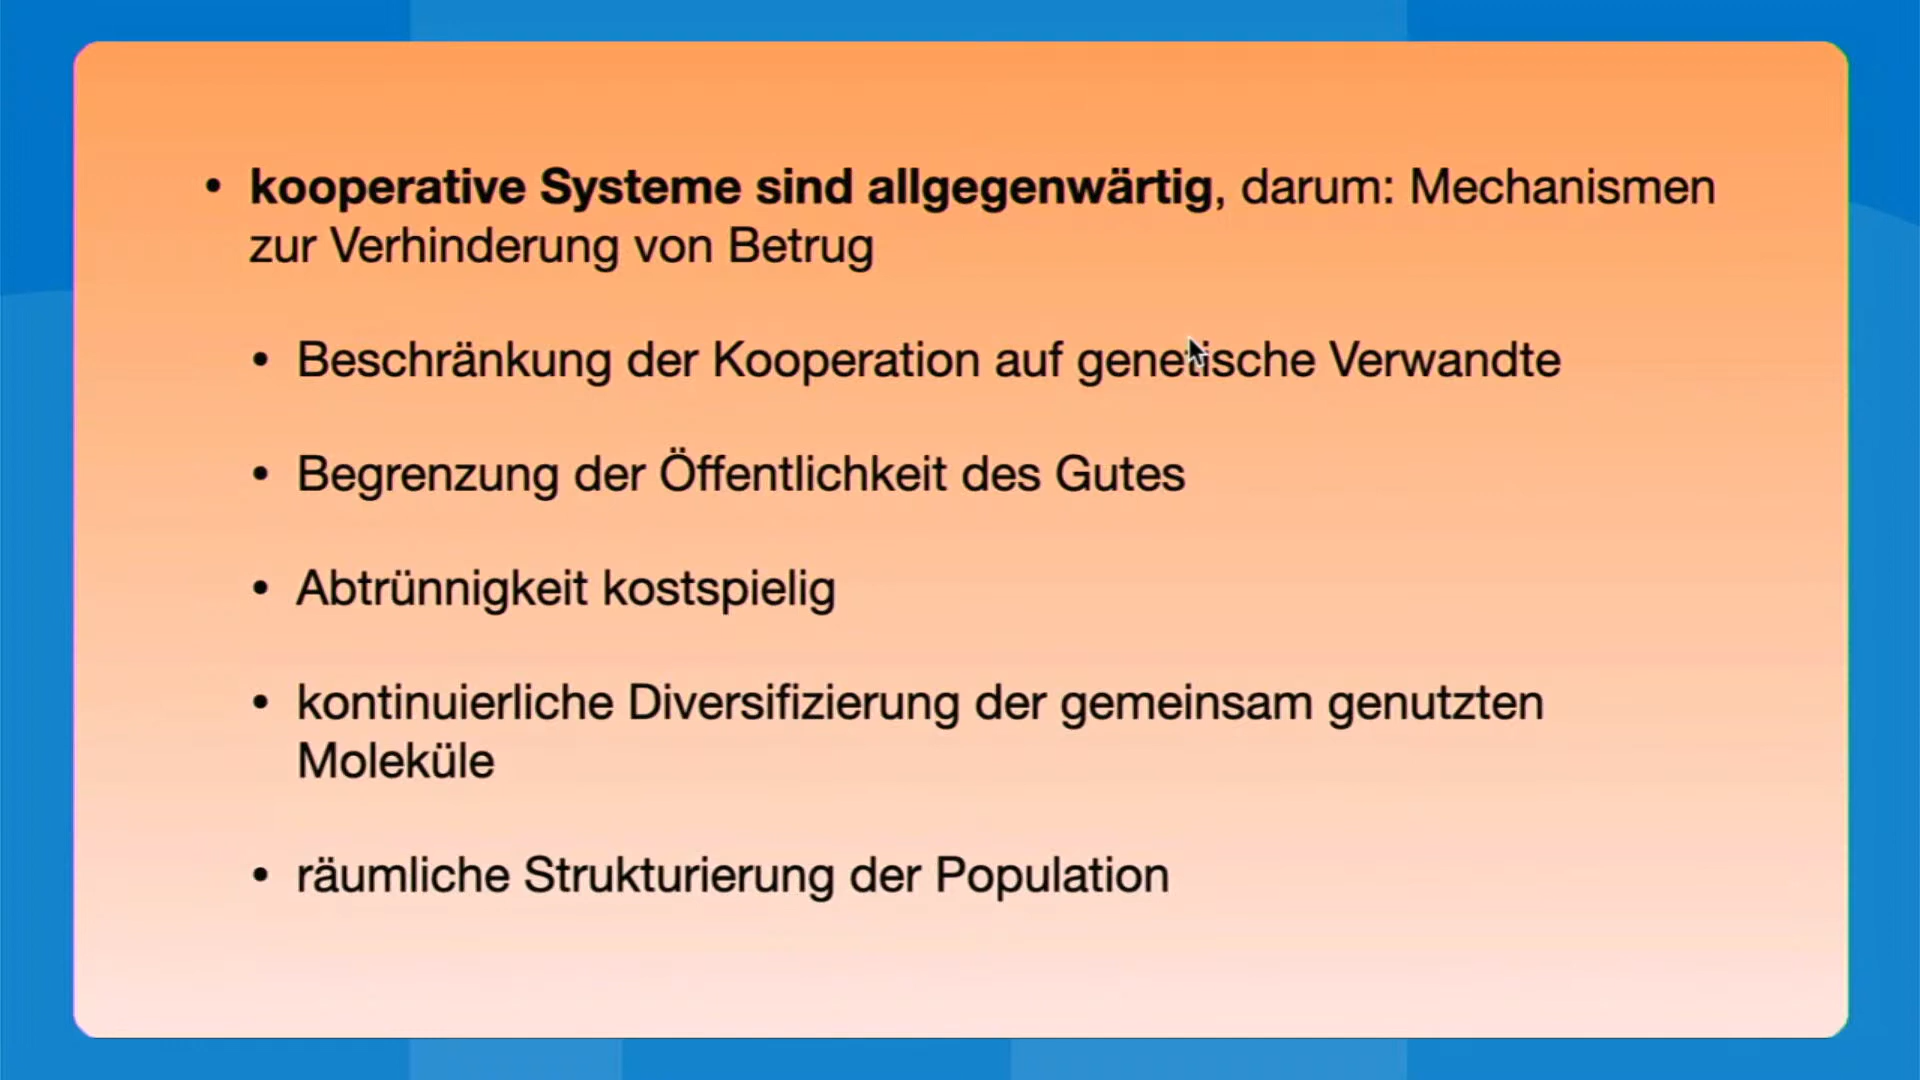 • kooperative Systeme sind allgegenwärtig, darum: Mechanismen
zur Verhinderung von Betrug
• Beschränkung der Kooperation auf genetische Verwandte
• Begrenzung der Öffentlichkeit des Gutes
• Abtrünnigkeit kostspielig
• kontinuierliche Diversifizierung der gemeinsam genutzten
Moleküle
• räumliche Strukturierung der Population